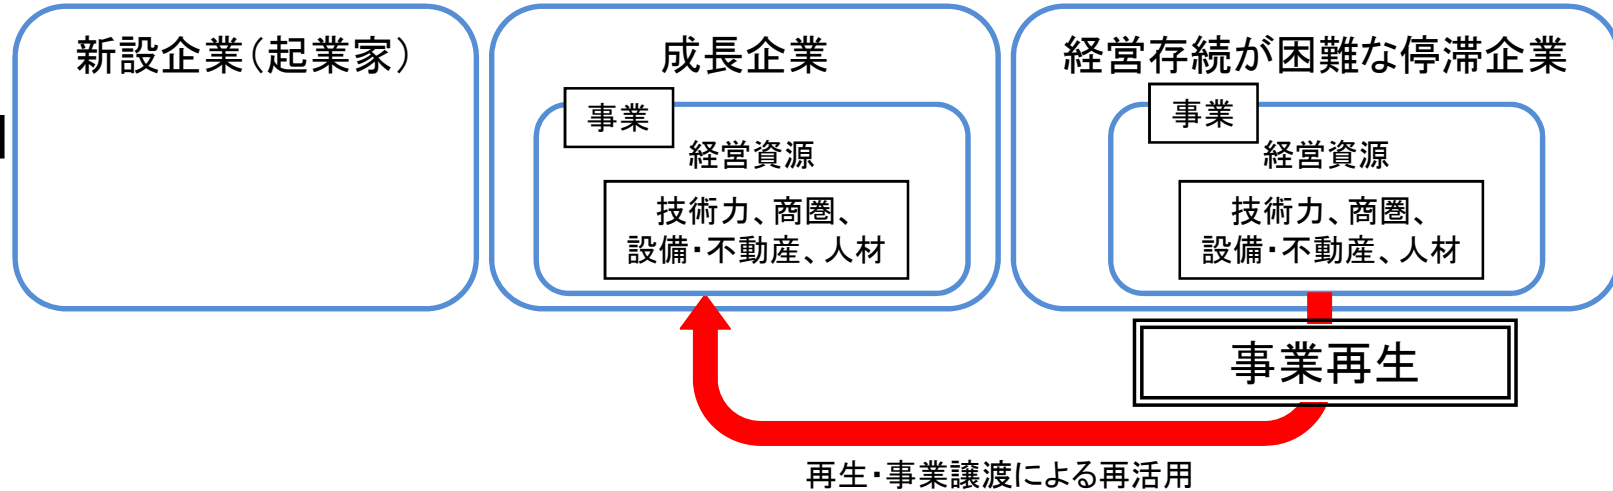 新設企業（起業家）
成長企業
事業
経営資源
技術力、商圏、
設備・不動産、人材
経営存続が困難な停滞企業
事業
経営資源
技術力、商圏、
設備・不動産、人材
事業再生
再生・事業譲渡による再活用